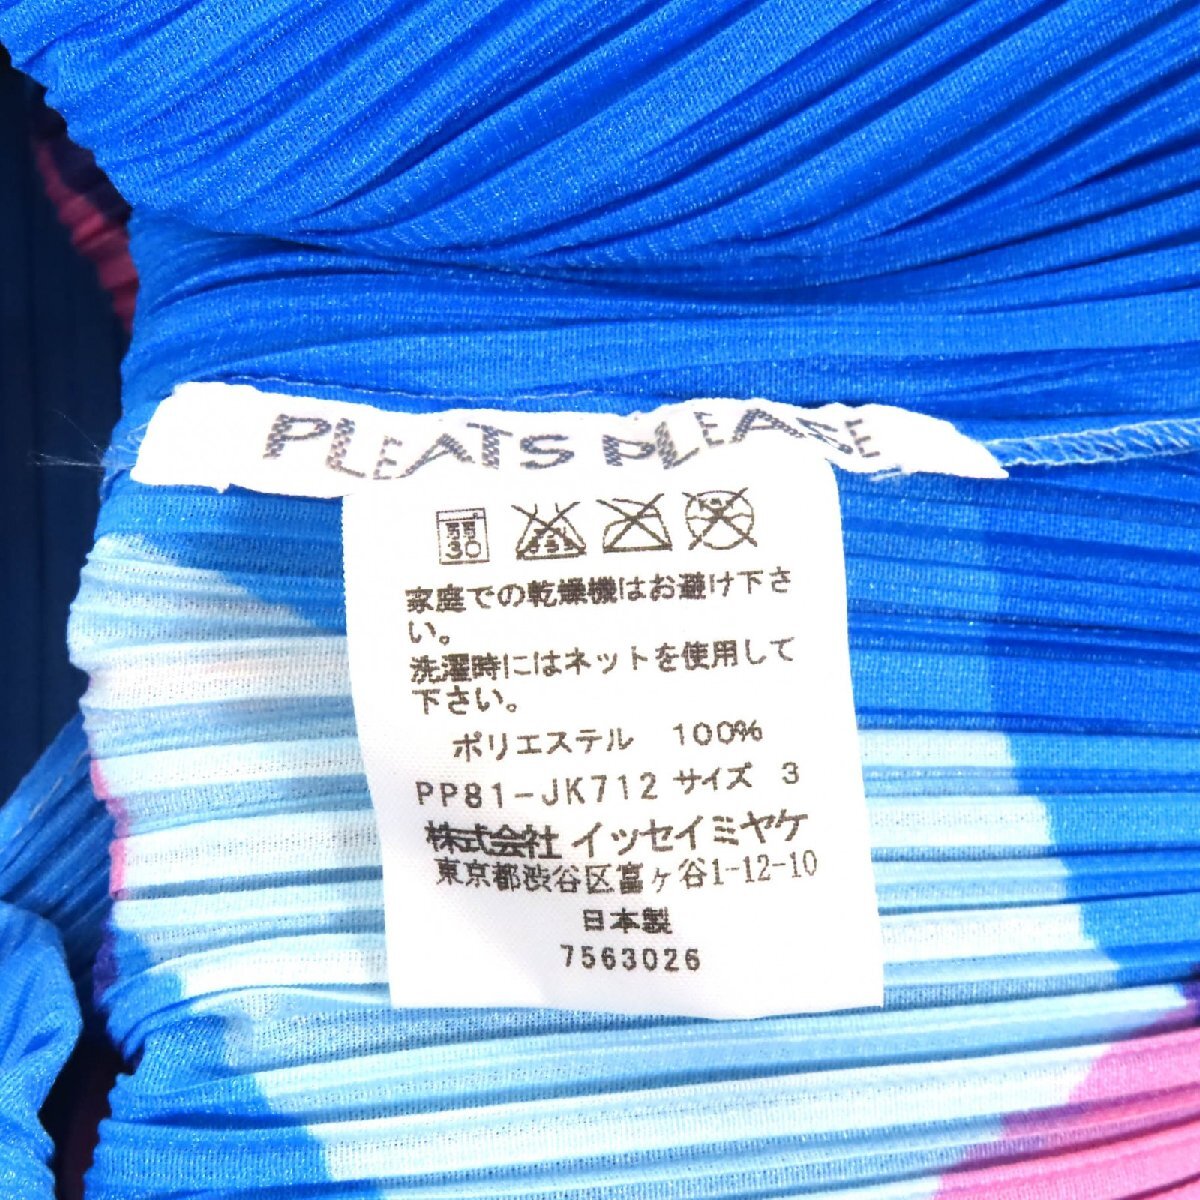 PLEATS PLEASE
弱
30
家庭での乾燥機はお避け下さ
い。
洗濯時にはネットを使用して
下さい。
ポリエステル 100%
PP81-JK712 サイズ 3
株式会社 イッセイミヤケ
東京都渋谷区富ヶ谷1-12-10
日本製
7563026